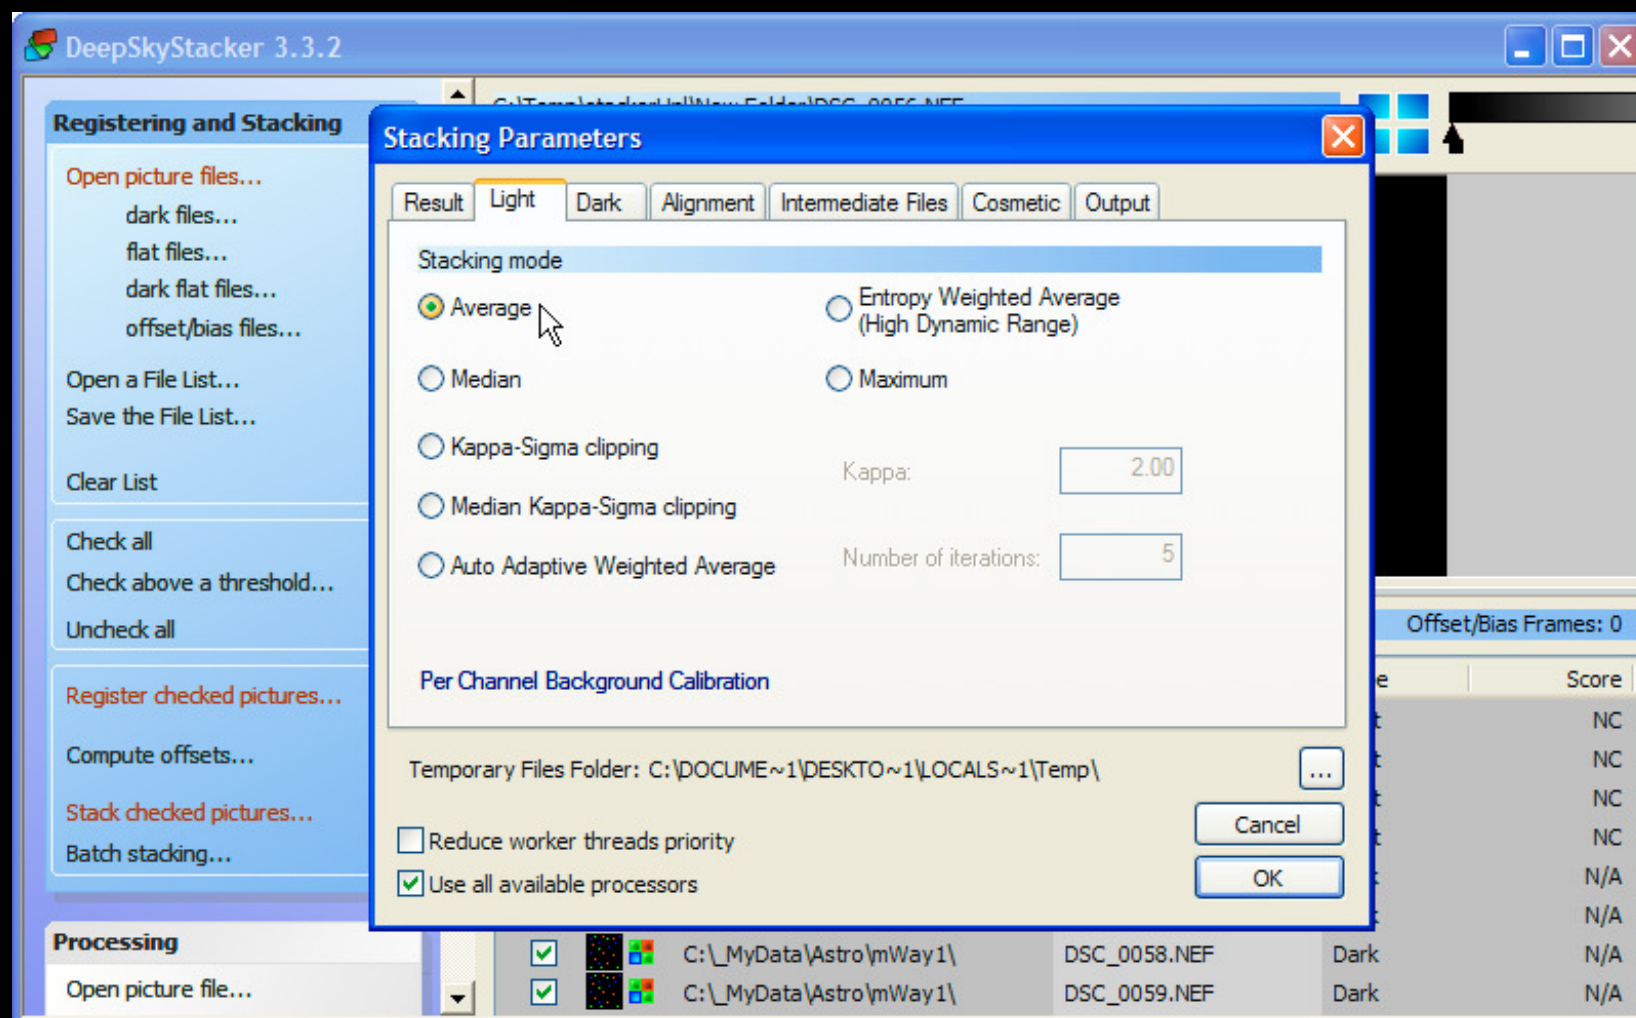 DeepSkyStacker 3.3.2
Registering and Stacking
Open picture files...
dark files...
flat files...
dark flat files...
offset/bias files...
Open a File List...
Save the File List...
Clear List
Check all
Check above a threshold...
Uncheck all
Register checked pictures...
Compute offsets...
Stack checked pictures...
Batch stacking...
Processing
Open picture file...
Stacking Parameters
Result Light Dark Alignment Intermediate Files Cosmetic Output
Stacking mode
Average
Entropy Weighted Average
(High Dynamic Range)
Median
Maximum
Kappa-Sigma clipping
Kappa: 2.00
Median Kappa-Sigma clipping
Auto Adaptive Weighted Average
Number of iterations: 5
Per Channel Background Calibration
Temporary Files Folder: C:\DOCUME~1\DESKTO~1\LOCALS~1\Temp\ ...
Reduce worker threads priority
Use all available processors
Cancel
OK
Offset/Bias Frames: 0
Score
NC
NC
NC
NC
N/A
N/A
C:\_MyData\Astro\mWay1\ DSC_0058.NEF Dark N/A
C:\_MyData\Astro\mWay1\ DSC_0059.NEF Dark N/A